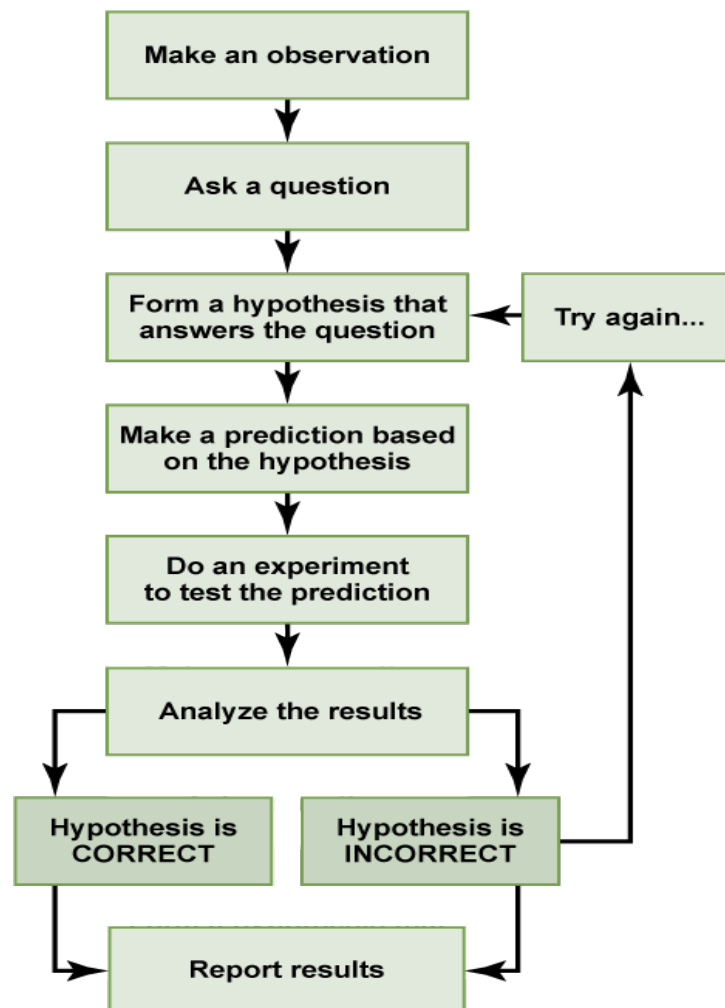 Make an observation
Ask a question
Form a hypothesis that
answers the question
Try again...
Make a prediction based
on the hypothesis
Do an experiment
to test the prediction
Analyze the results
Hypothesis is
CORRECT
Hypothesis is
INCORRECT
Report results